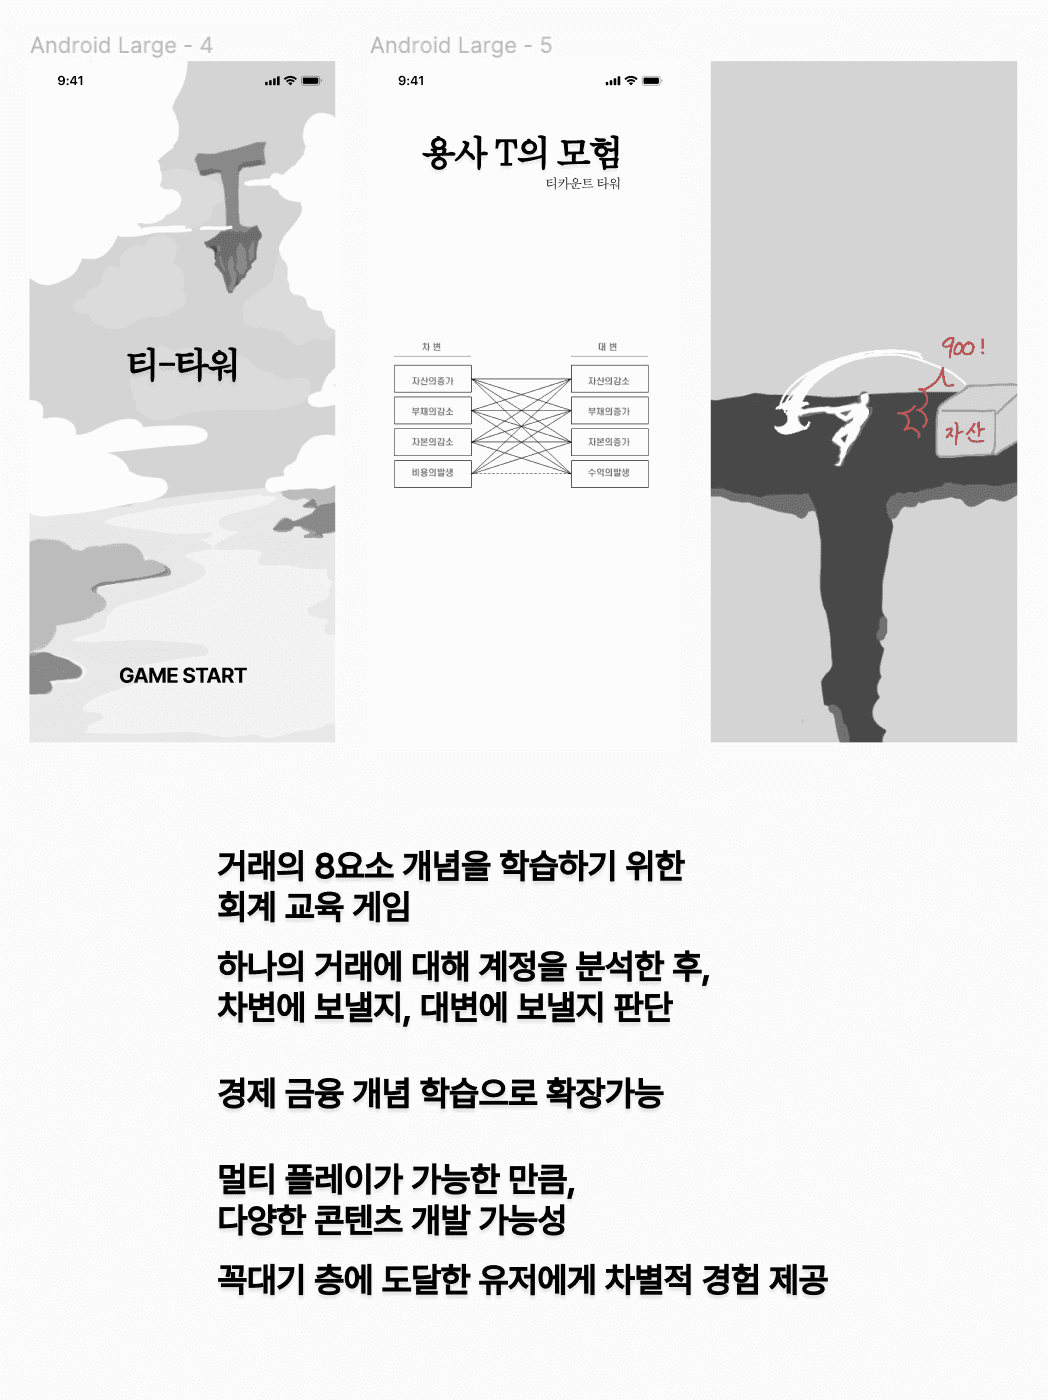 Android Large - 4
Android Large - 5
9:41
티-타워
GAME START
9:41
용사 T의 모험
티카운트 타워
차 변
대 변
자산의증가
자산의감소
부채의감소
부채의증가
자본의감소
자본의증가
비용의발생
수익의발생
900!
자산
거래의 8요소 개념을 학습하기 위한
회계 교육 게임
하나의 거래에 대해 계정을 분석한 후,
차변에 보낼지, 대변에 보낼지 판단
경제 금융 개념 학습으로 확장가능
멀티 플레이가 가능한 만큼,
다양한 콘텐츠 개발 가능성
꼭대기 층에 도달한 유저에게 차별적 경험 제공